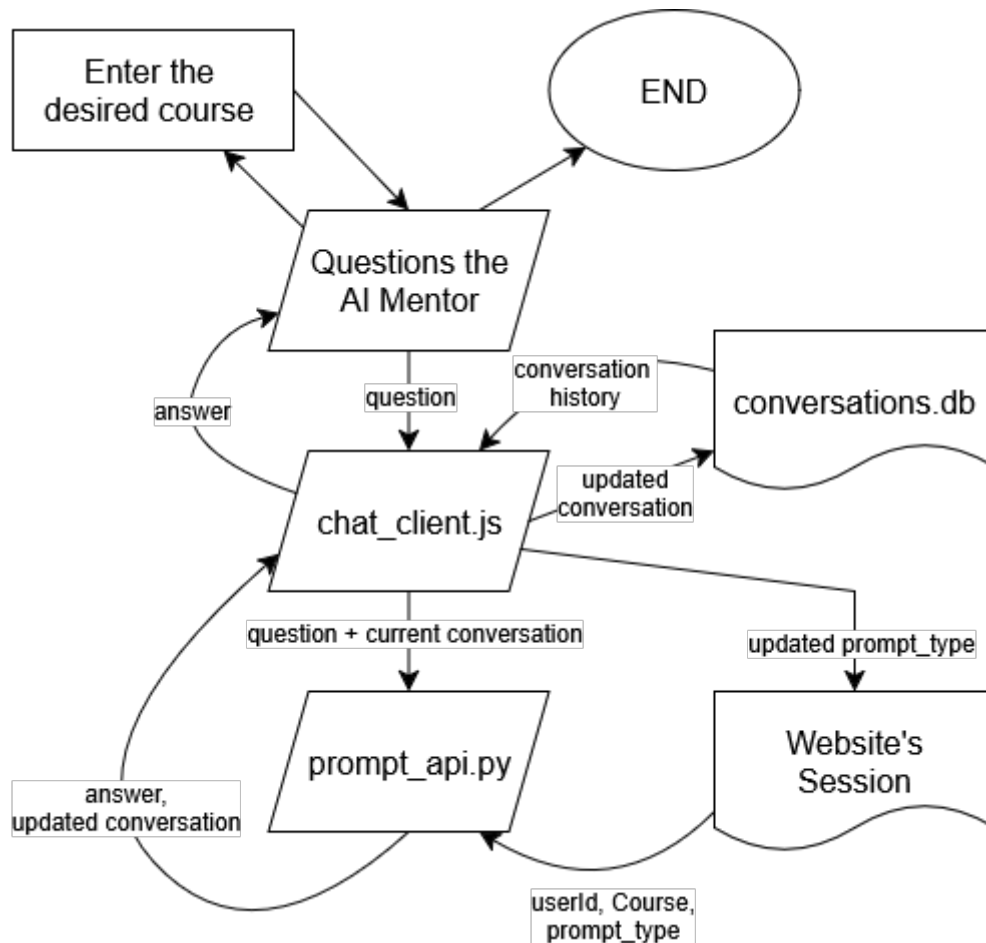 Enter the
desired course
END
Questions the
AI Mentor
answer
question
conversation
history
conversations.db
updated
conversation
chat_client.js
question + current conversation
updated prompt_type
prompt_api.py
Website's
Session
answer,
updated conversation
userId, Course,
prompt_type